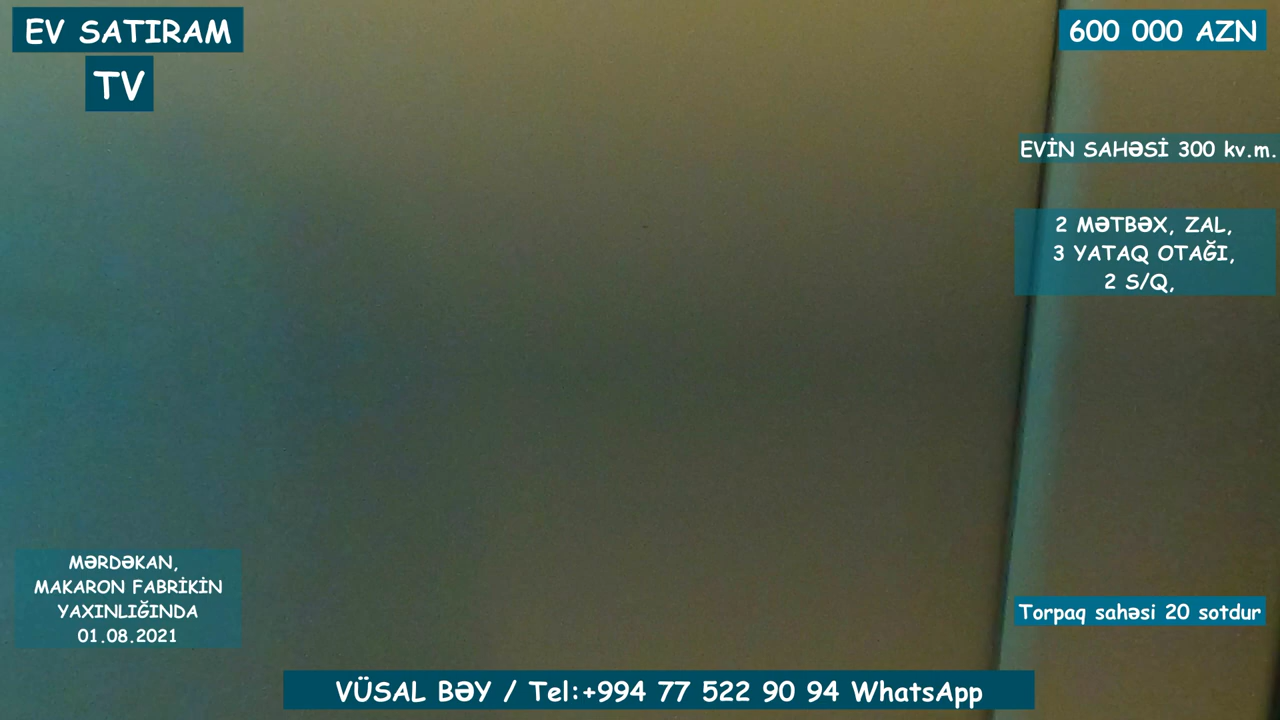 EV SATIRAM
TV
600 000 AZN
EVİN SAHƏSİ 300 kv.m.
2 MƏTBƏX, ZAL,
3 YATAQ OTAĞI,
2 S/Q,
MƏRDƏKAN,
MAKARON FABRİKİN
YAXINLIĞINDA
01.08.2021
Torpaq sahəsi 20 sotdur
VÜSAL BƏY / Tel:+994 77 522 90 94 WhatsApp